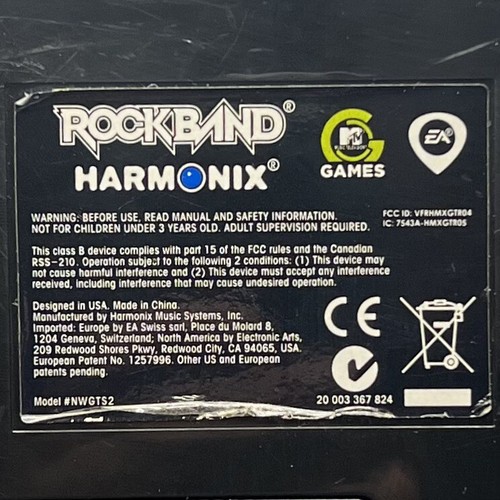 ROCKBAND®
HARMONIX®
MTV
MUSIC TELEVISION
G
GAMES
EA®
WARNING: BEFORE USE, READ MANUAL AND SAFETY INFORMATION.
NOT FOR CHILDREN UNDER 3 YEARS OLD. ADULT SUPERVISION REQUIRED.
FCC ID: VFRHMXGTR04
IC: 7543A-HMXGTR05
This class B device complies with part 15 of the FCC rules and the Canadian
RSS-210. Operation subject to the following 2 conditions: (1) This device may
not cause harmful interference and (2) This device must accept any interference
received, including interference that may cause undesired operation.
Designed in USA. Made in China.
Manufactured by Harmonix Music Systems, Inc.
Imported: Europe by EA Swiss sarl, Place du Molard 8,
1204 Geneva, Switzerland; North America by Electronic Arts,
209 Redwood Shores Pkwy, Redwood City, CA 94065, USA.
European Patent No. 1257996. Other US and European
patents pending.
CE
Model #NWGTS2
20 003 367 824